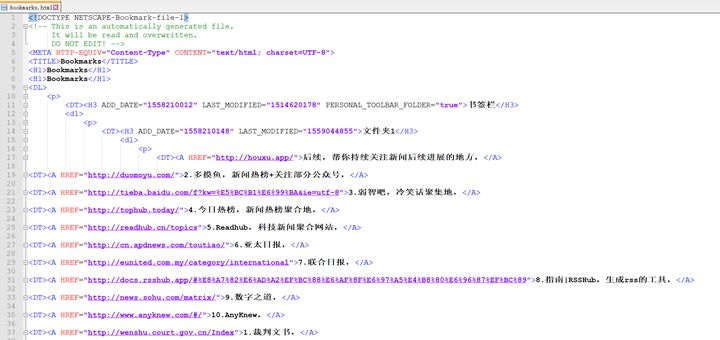 bookmarks.html
1 <!DOCTYPE NETSCAPE-Bookmark-file-1>
2 <!-- This is an automatically generated file.
3 It will be read and overwritten.
4 DO NOT EDIT! -->
5 <META HTTP-EQUIV="Content-Type" CONTENT="text/html; charset=UTF-8">
6 <TITLE>Bookmarks</TITLE>
7 <H1>Bookmarks</H1>
8 <H1>Bookmarks</H1>
9 <DL>
10 <p>
11 <DT><H3 ADD_DATE="1558210012" LAST_MODIFIED="1514620178" PERSONAL_TOOLBAR_FOLDER="true">书签栏</H3>
12 <dl>
13 <p>
14 <DT><H3 ADD_DATE="1558210148" LAST_MODIFIED="1559044855">文件夹1</H3>
15 <dl>
16 <p>
17 <DT><A HREF="http://houxu.app/">后续，帮你持续关注新闻后续进展的地方，</A>
18
19 <DT><A HREF="http://duomoyu.com/">2.多摸鱼，新闻热榜+关注部分公众号，</A>
20
21 <DT><A HREF="http://tieba.baidu.com/f?kw=%E5%BC%B1%E6%99%BA&ie=utf-8">3.弱智吧，冷笑话聚集地，</A>
22
23 <DT><A HREF="http://tophub.today/">4.今日热榜，新闻热榜聚合地，</A>
24
25 <DT><A HREF="http://readhub.cn/topics">5.Readhub，科技新闻聚合网站，</A>
26
27 <DT><A HREF="http://cn.apdnews.com/toutiao/">6.亚太日报，</A>
28
29 <DT><A HREF="http://eunited.com.my/category/international">7.联合日报，</A>
30
31 <DT><A HREF="http://docs.rsshub.app/#%E8%A7%82%E6%AD%A2%EF%BC%88%E6%AF%8F%E6%97%A5%E4%B8%80%E6%96%87%EF%BC%89">8.指南|RSSHub，生成rss的工具，</A>
32
33 <DT><A HREF="http://news.sohu.com/matrix/">9.数字之道，</A>
34
35 <DT><A HREF="http://www.anyknew.com/#/">10.AnyKnew，</A>
36
37 <DT><A HREF="http://wenshu.court.gov.cn/Index">1.裁判文书，</A>